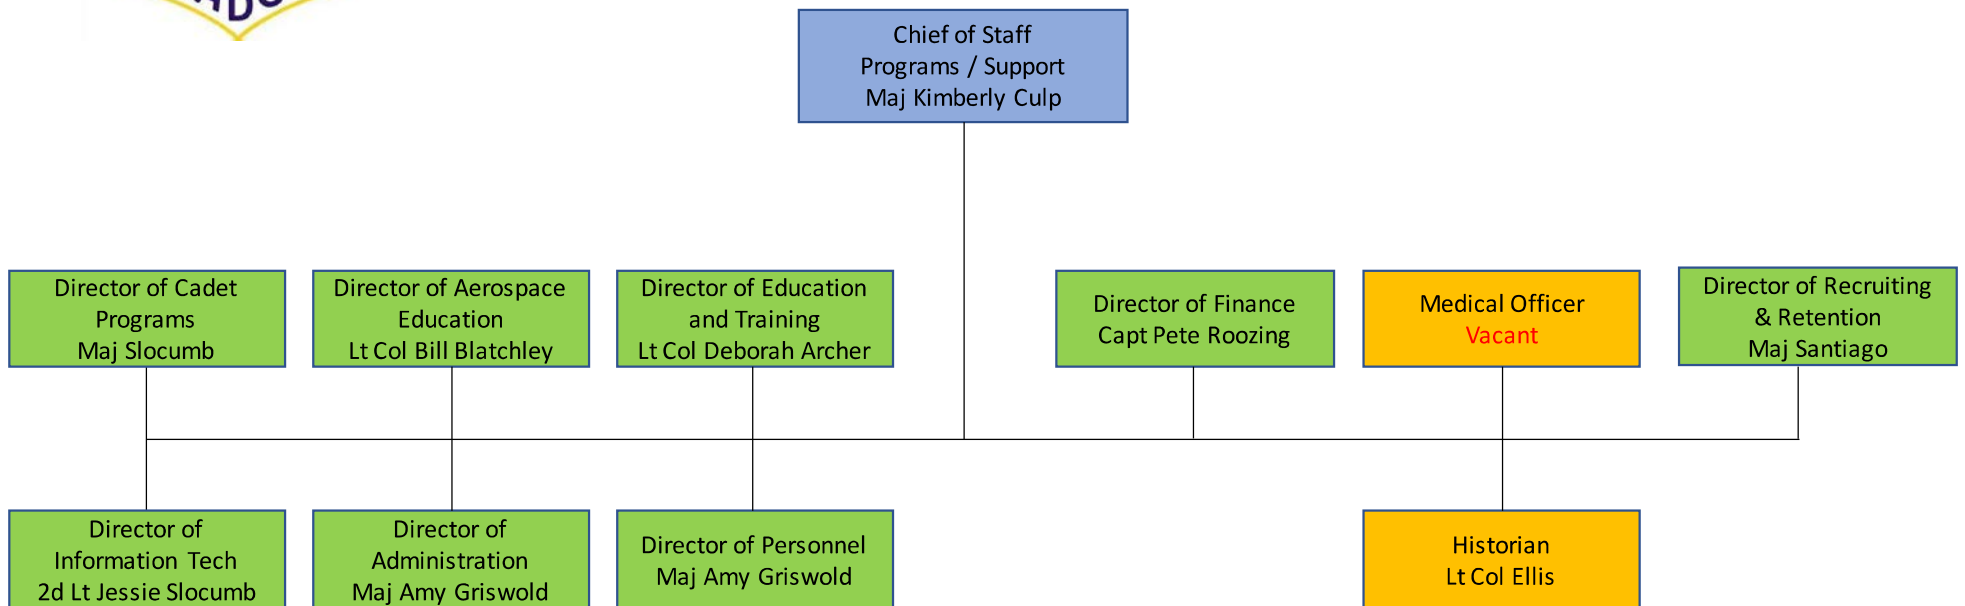 Chief of Staff
Programs / Support
Maj Kimberly Culp
Director of Cadet
Programs
Maj Slocumb
Director of Aerospace
Education
Lt Col Bill Blatchley
Director of Education
and Training
Lt Col Deborah Archer
Director of Finance
Capt Pete Roozing
Medical Officer
Vacant
Director of Recruiting
& Retention
Maj Santiago
Director of
Information Tech
2d Lt Jessie Slocumb
Director of
Administration
Maj Amy Griswold
Director of Personnel
Maj Amy Griswold
Historian
Lt Col Ellis